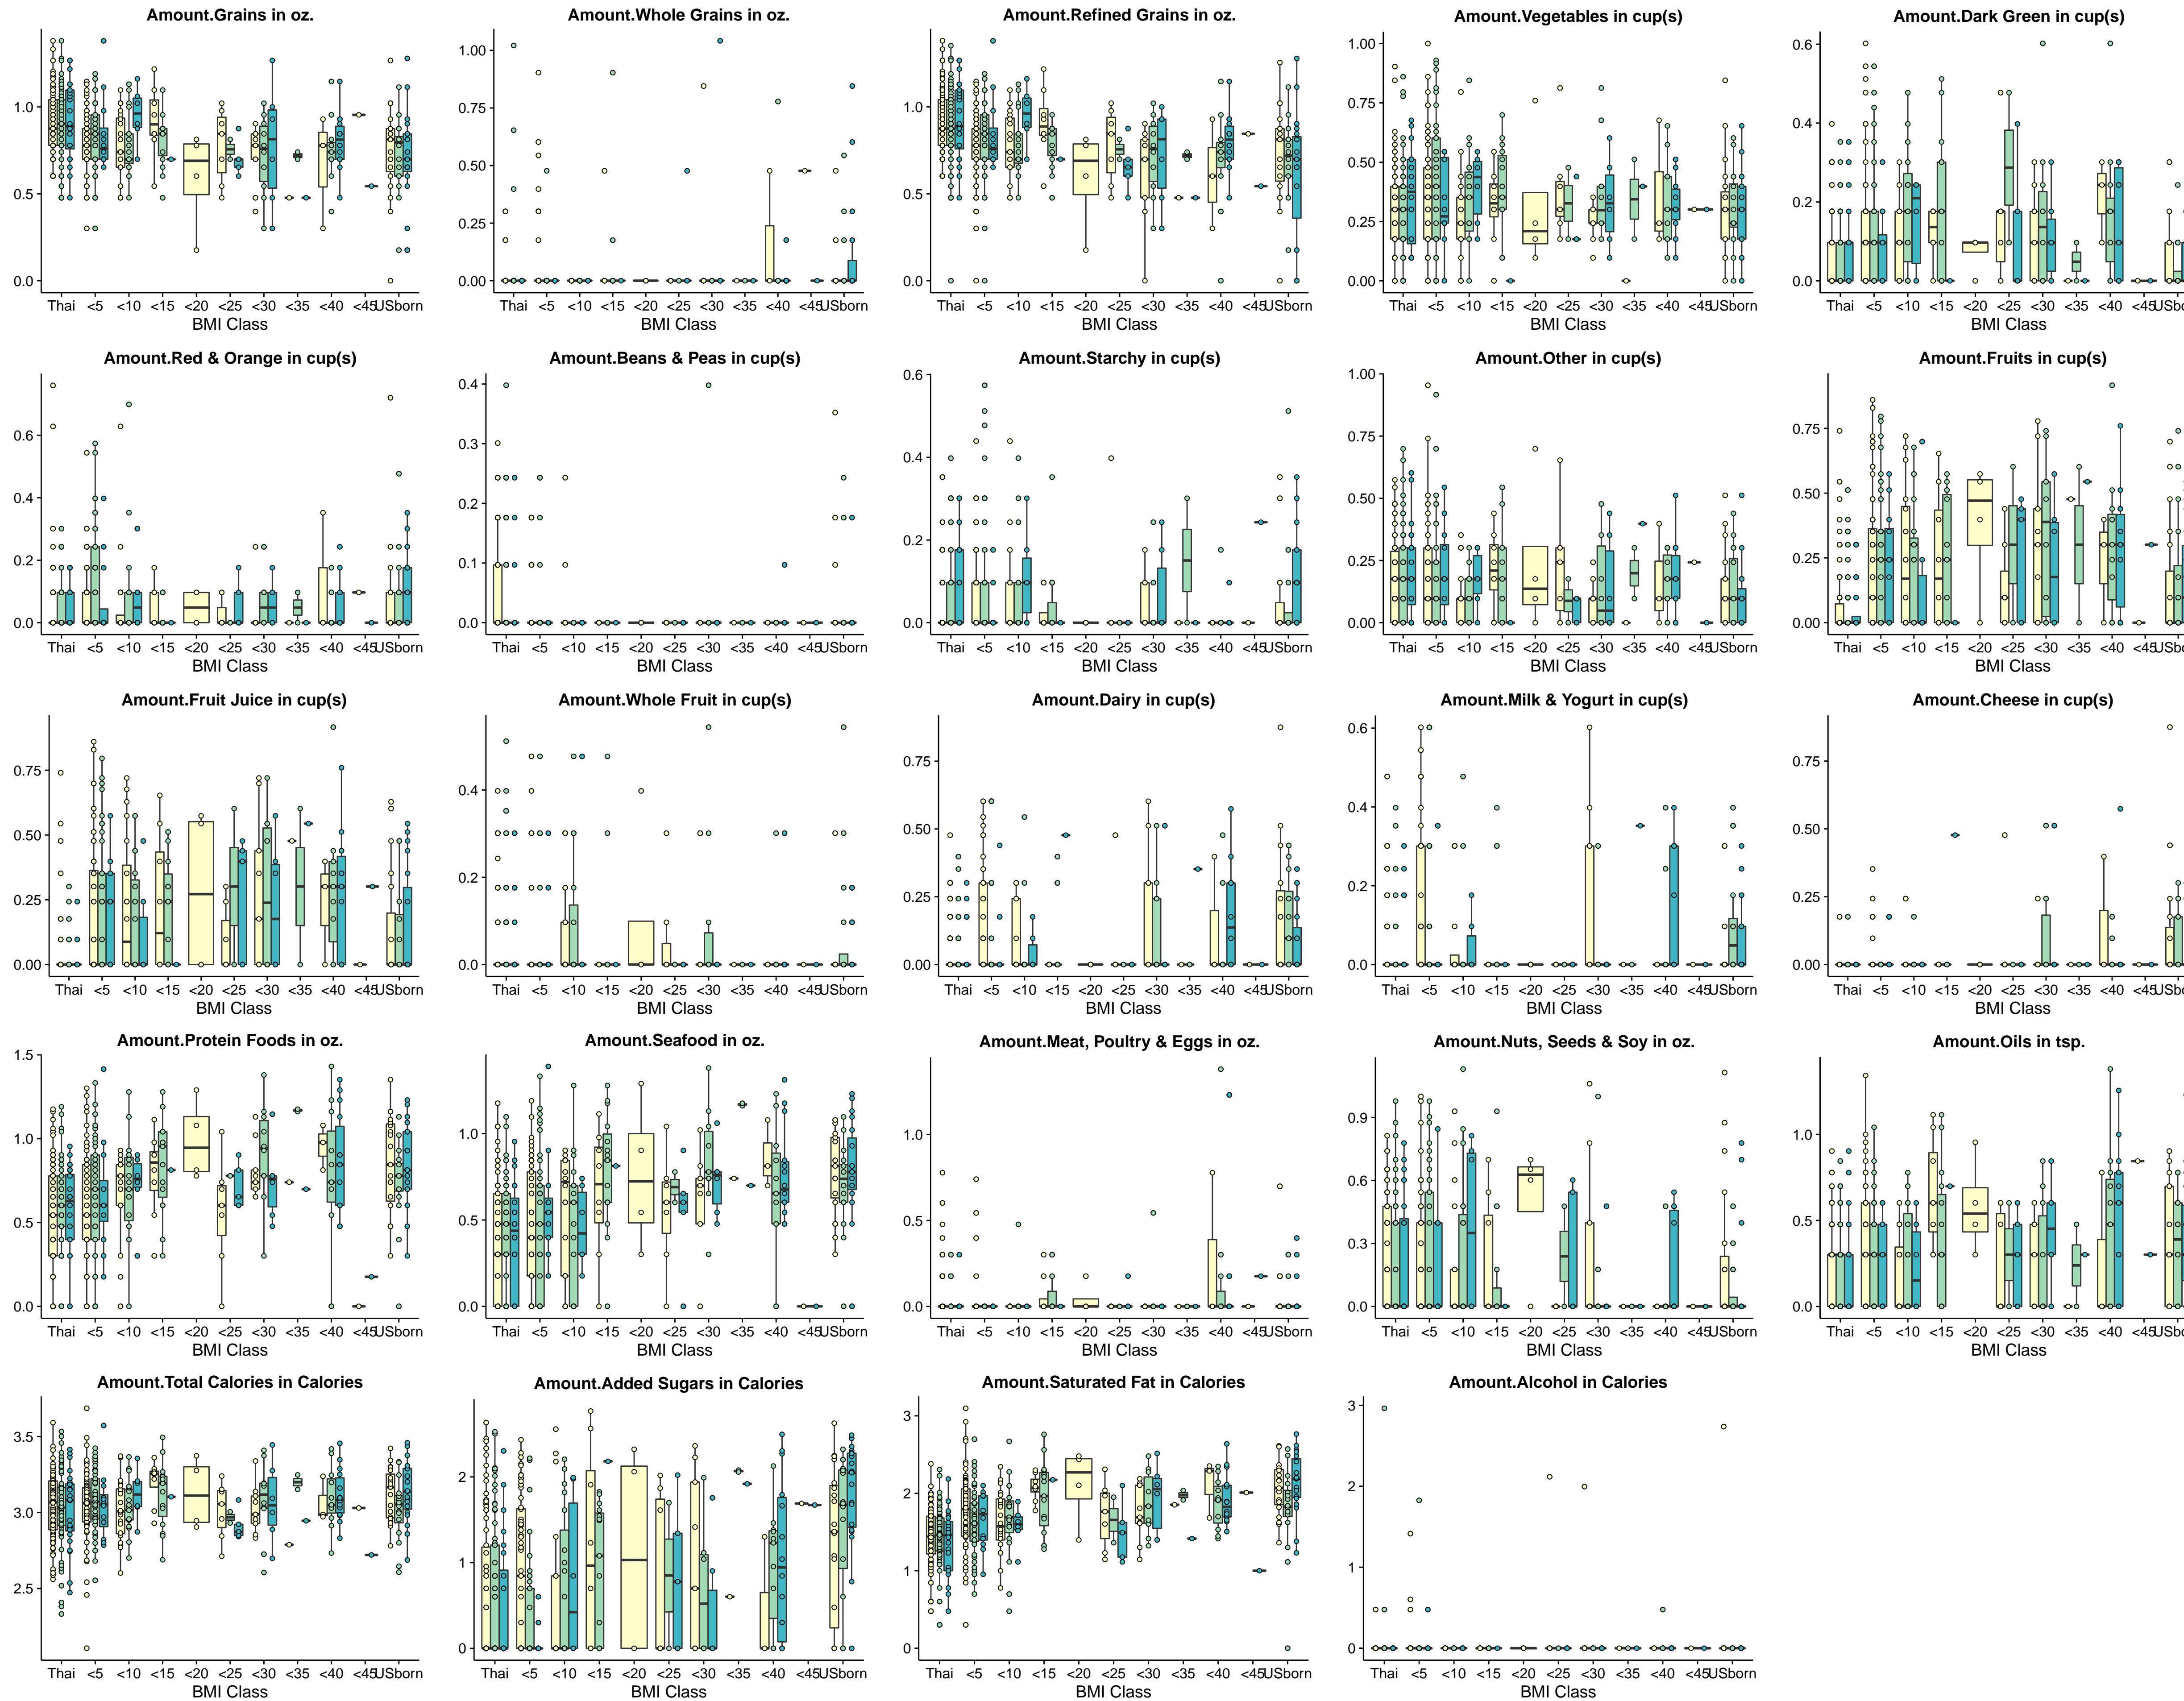 Amount.Grains in oz.
1.0
0.5
0.0
Thai <5 <10 <15 <20 <25 <30 <35 <40 <45 USborn
BMI Class
Amount.Whole Grains in oz.
1.00
0.75
0.50
0.25
0.00
Thai <5 <10 <15 <20 <25 <30 <35 <40 <45 USborn
BMI Class
Amount.Refined Grains in oz.
1.0
0.5
0.0
Thai <5 <10 <15 <20 <25 <30 <35 <40 <45 USborn
BMI Class
Amount.Vegetables in cup(s)
1.00
0.75
0.50
0.25
0.00
Thai <5 <10 <15 <20 <25 <30 <35 <40 <45 USborn
BMI Class
Amount.Dark Green in cup(s)
0.6
0.4
0.2
0.0
Thai <5 <10 <15 <20 <25 <30 <35 <40 <45
BMI Class
Amount.Red & Orange in cup(s)
0.6
0.4
0.2
0.0
Thai <5 <10 <15 <20 <25 <30 <35 <40 <45 USborn
BMI Class
Amount.Beans & Peas in cup(s)
0.4
0.3
0.2
0.1
0.0
Thai <5 <10 <15 <20 <25 <30 <35 <40 <45 USborn
BMI Class
Amount.Starchy in cup(s)
0.6
0.4
0.2
0.0
Thai <5 <10 <15 <20 <25 <30 <35 <40 <45 USborn
BMI Class
Amount.Other in cup(s)
1.00
0.75
0.50
0.25
0.00
Thai <5 <10 <15 <20 <25 <30 <35 <40 <45 USborn
BMI Class
Amount.Fruits in cup(s)
0.75
0.50
0.25
0.00
Thai <5 <10 <15 <20 <25 <30 <35 <40 <45
BMI Class
Amount.Fruit Juice in cup(s)
0.75
0.50
0.25
0.00
Thai <5 <10 <15 <20 <25 <30 <35 <40 <45 USborn
BMI Class
Amount.Whole Fruit in cup(s)
0.4
0.2
0.0
Thai <5 <10 <15 <20 <25 <30 <35 <40 <45 USborn
BMI Class
Amount.Dairy in cup(s)
0.75
0.50
0.25
0.00
Thai <5 <10 <15 <20 <25 <30 <35 <40 <45 USborn
BMI Class
Amount.Milk & Yogurt in cup(s)
0.6
0.4
0.2
0.0
Thai <5 <10 <15 <20 <25 <30 <35 <40 <45 USborn
BMI Class
Amount.Cheese in cup(s)
0.75
0.50
0.25
0.00
Thai <5 <10 <15 <20 <25 <30 <35 <40 <45
BMI Class
Amount.Protein Foods in oz.
1.5
1.0
0.5
0.0
Thai <5 <10 <15 <20 <25 <30 <35 <40 <45 USborn
BMI Class
Amount.Seafood in oz.
1.0
0.5
0.0
Thai <5 <10 <15 <20 <25 <30 <35 <40 <45 USborn
BMI Class
Amount.Meat, Poultry & Eggs in oz.
1.0
0.5
0.0
Thai <5 <10 <15 <20 <25 <30 <35 <40 <45 USborn
BMI Class
Amount.Nuts, Seeds & Soy in oz.
0.9
0.6
0.3
0.0
Thai <5 <10 <15 <20 <25 <30 <35 <40 <45 USborn
BMI Class
Amount.Oils in tsp.
1.0
0.5
0.0
Thai <5 <10 <15 <20 <25 <30 <35 <40 <45
BMI Class
Amount.Total Calories in Calories
3.5
3.0
2.5
Thai <5 <10 <15 <20 <25 <30 <35 <40 <45 USborn
BMI Class
Amount.Added Sugars in Calories
2
1
0
Thai <5 <10 <15 <20 <25 <30 <35 <40 <45 USborn
BMI Class
Amount.Saturated Fat in Calories
3
2
1
0
Thai <5 <10 <15 <20 <25 <30 <35 <40 <45 USborn
BMI Class
Amount.Alcohol in Calories
3
2
1
0
Thai <5 <10 <15 <20 <25 <30 <35 <40 <45 USborn
BMI Class